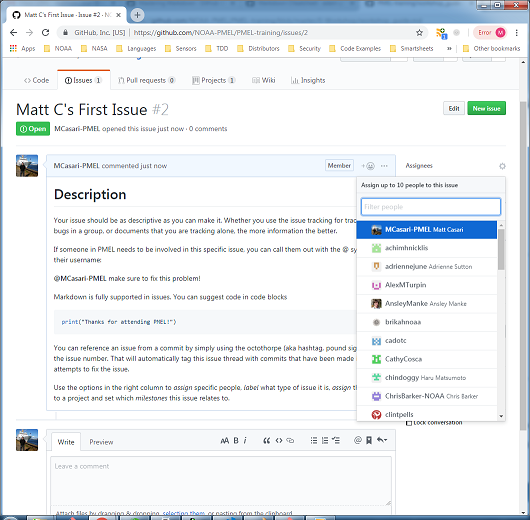 Matt C's First Issue · Issue #2 · N
GitHub, Inc. [US]
https://github.com/NOAA-PMEL/PMEL-training/issues/2
Error
M
Apps
NOAA
NASA
Languages
Sensors
TDD
Distributors
Security
Code Examples
Smartsheets
»
Other bookmarks
Code
Issues 1
Pull requests 0
Projects 1
Wiki
Insights
Matt C's First Issue #2
Edit
New issue
Open
MCasari-PMEL opened this issue just now · 0 comments
MCasari-PMEL commented just now
Member
Assignees
Assign up to 10 people to this issue
Filter people
MCasari-PMEL Matt Casari
achimhnicklis
adriennejune Adrienne Sutton
AlexMTurpin
AnsleyManke Ansley Manke
brikahnoaa
cadotc
CathyCosca
chindoggy Haru Matsumoto
ChrisBarker-NOAA Chris Barker
clintpells
Lock conversation
Description
Your issue should be as descriptive as you can make it. Whether you use the issue tracking for
bugs in a group, or documents that you are tracking alone, the more information the better.
If someone in PMEL needs to be involved in this specific issue, you can call them out with the @
their username:
@MCasari-PMEL make sure to fix this problem!
Markdown is fully supported in issues. You can suggest code in code blocks
print("Thanks for attending PMEL!")
You can reference an issue from a commit by simply using the octothorpe (aka hashtag, pound
the issue number. That will automatically tag this issue thread with commits that have been made
attempts to fix the issue.
Use the options in the right column to assign specific people, label what type of issue it is, assign
to a project and set which milestones this issue relates to.
Write
Preview
AA B i
Leave a comment
Attach files by dragging & dropping, selecting them, or pasting from the clipboard.